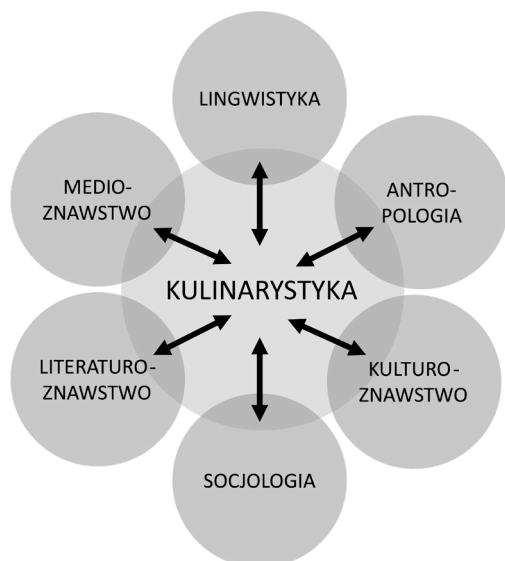 LINGWISTYKA
MEDIO-
ZNAWSTWO
ANTRO-
POLOGIA
KULINARYSTYKA
LITERATURO-
ZNAWSTWO
KULTURO-
ZNAWSTWO
SOCJOLOGIA